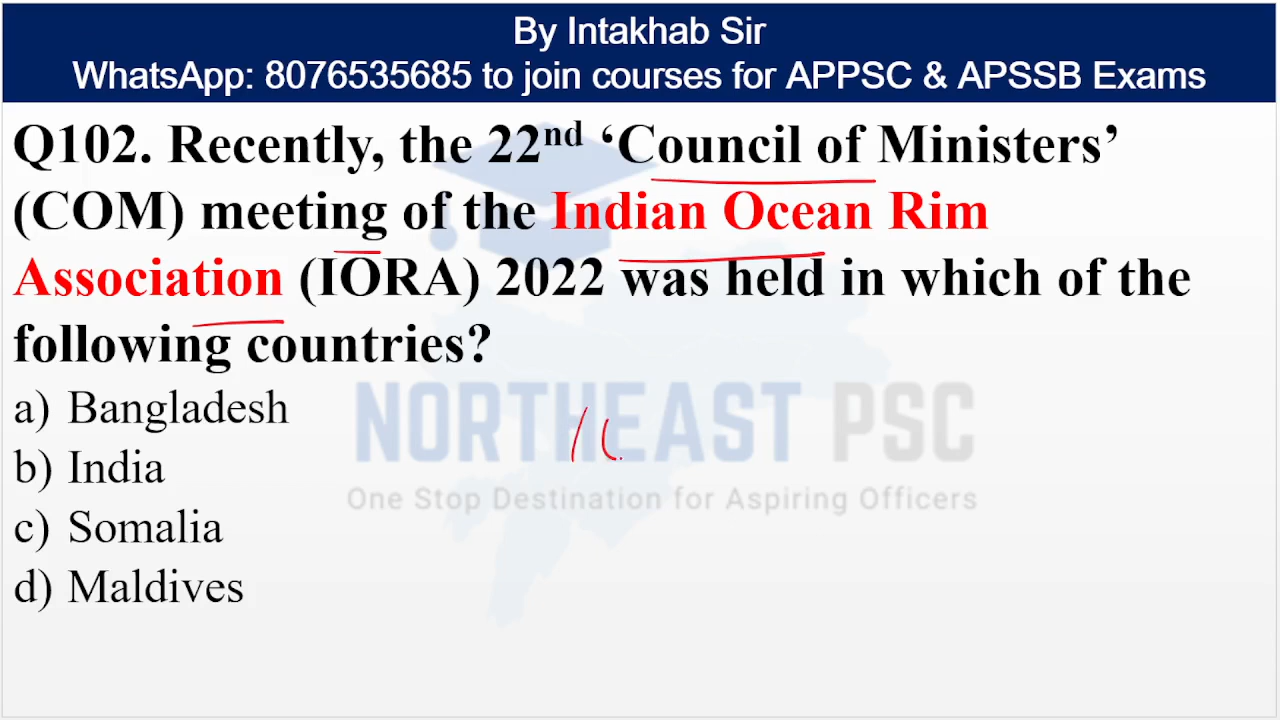 By Intakhab Sir
WhatsApp: 8076535685 to join courses for APPSC & APSSB Exams
Q102. Recently, the 22nd ‘Council of Ministers’
(COM) meeting of the Indian Ocean Rim
Association (IORA) 2022 was held in which of the
following countries?
a) Bangladesh
b) India
c) Somalia
d) Maldives
NORTHEAST PSC
One Stop Destination for Aspiring Officers